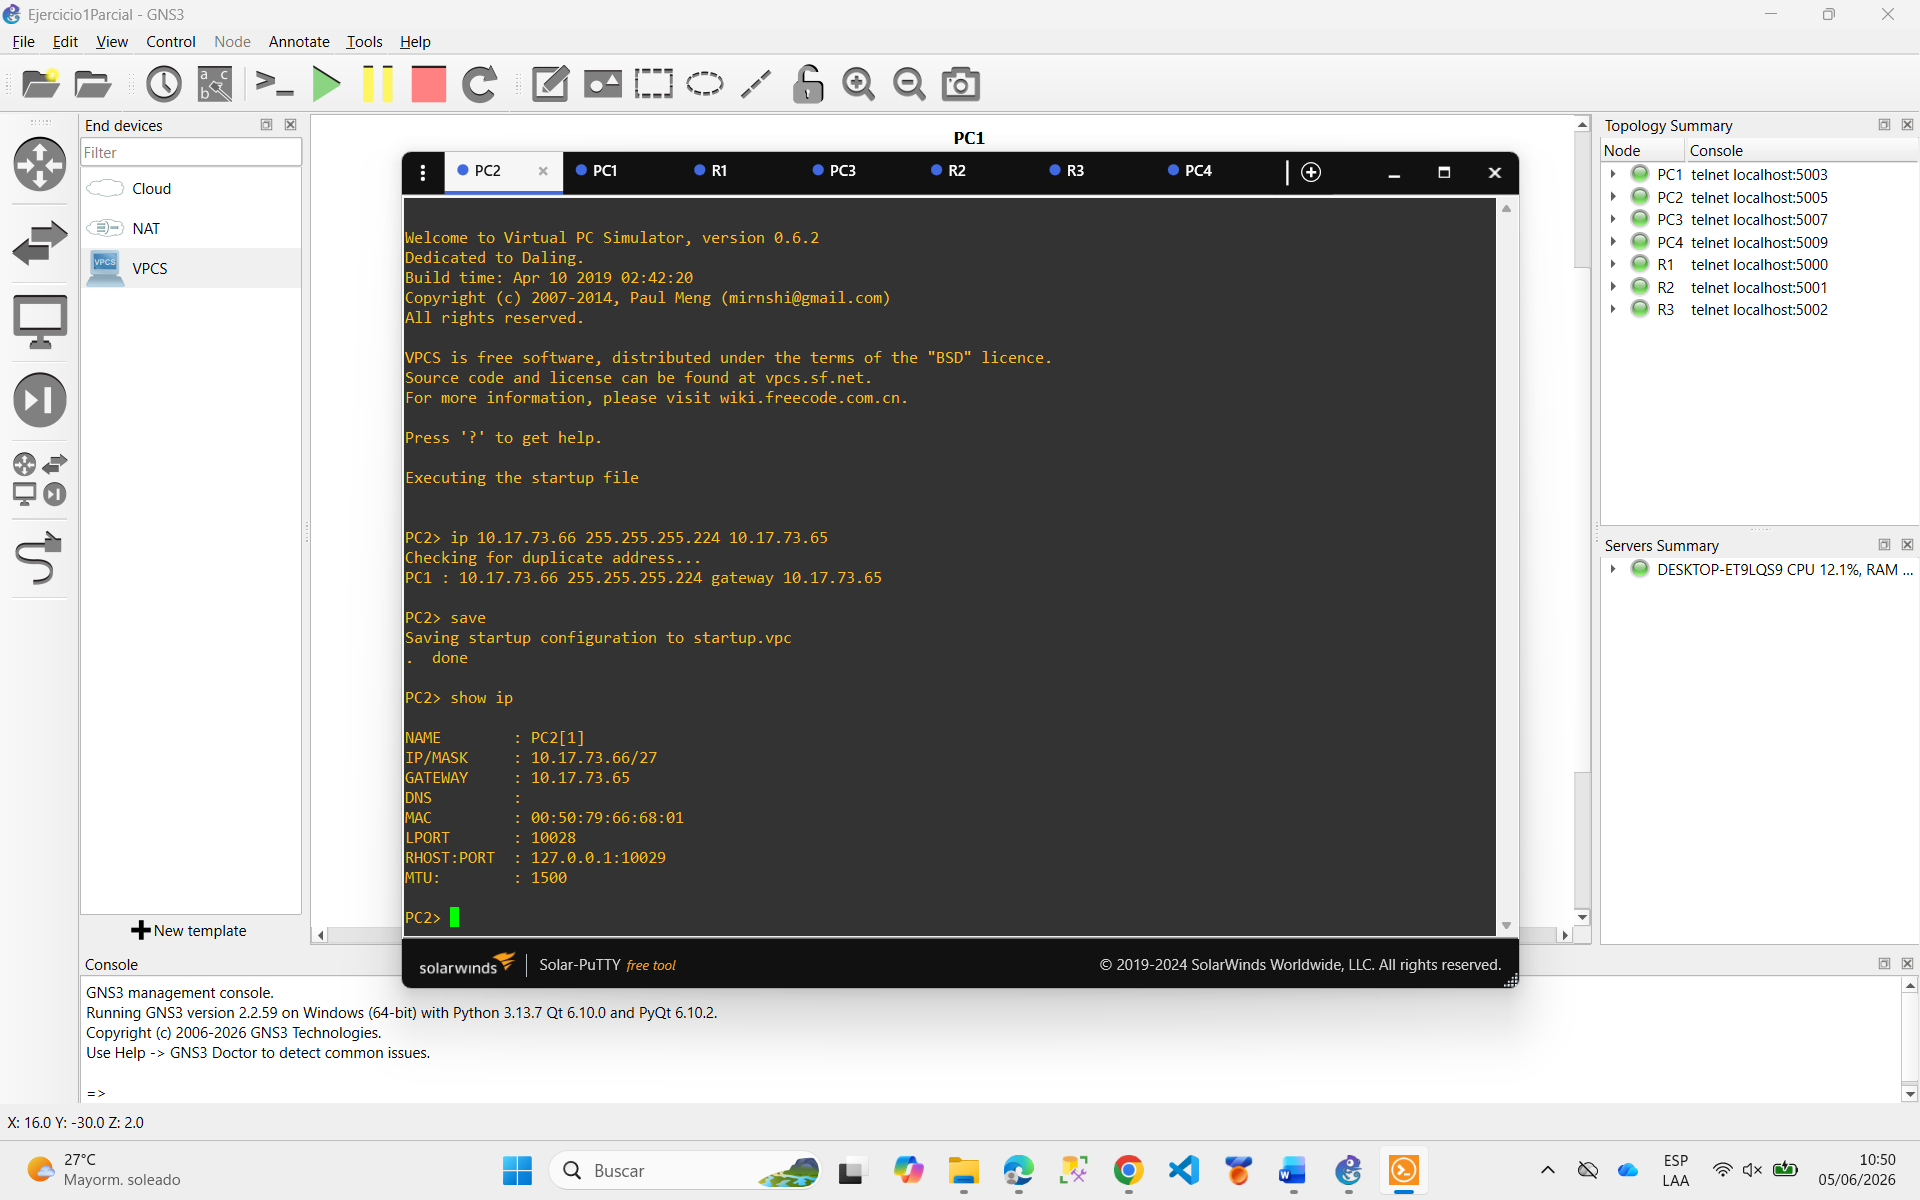 Ejercicio1Parcial - GNS3
File Edit View Control Node Annotate Tools Help
End devices
Filter
Cloud
NAT
VPCS
VPCS
New template
PC1
PC2 PC1 R1 PC3 R2 R3 PC4
Welcome to Virtual PC Simulator, version 0.6.2
Dedicated to Daling.
Build time: Apr 10 2019 02:42:20
Copyright (c) 2007-2014, Paul Meng (mirnshi@gmail.com)
All rights reserved.
VPCS is free software, distributed under the terms of the "BSD" licence.
Source code and license can be found at vpcs.sf.net.
For more information, please visit wiki.freecode.com.cn.
Press '?' to get help.
Executing the startup file
PC2> ip 10.17.73.66 255.255.255.224 10.17.73.65
Checking for duplicate address...
PC1 : 10.17.73.66 255.255.255.224 gateway 10.17.73.65
PC2> save
Saving startup configuration to startup.vpc
.  done
PC2> show ip
NAME        : PC2[1]
IP/MASK     : 10.17.73.66/27
GATEWAY     : 10.17.73.65
DNS         :
MAC         : 00:50:79:66:68:01
LPORT       : 10028
RHOST:PORT  : 127.0.0.1:10029
MTU:        : 1500
PC2>
solarwinds Solar-PuTTY free tool © 2019-2024 SolarWinds Worldwide, LLC. All rights reserved.
Topology Summary
Node Console
PC1 telnet localhost:5003
PC2 telnet localhost:5005
PC3 telnet localhost:5007
PC4 telnet localhost:5009
R1 telnet localhost:5000
R2 telnet localhost:5001
R3 telnet localhost:5002
Servers Summary
DESKTOP-ET9LQS9 CPU 12.1%, RAM ...
Console
GNS3 management console.
Running GNS3 version 2.2.59 on Windows (64-bit) with Python 3.13.7 Qt 6.10.0 and PyQt 6.10.2.
Copyright (c) 2006-2026 GNS3 Technologies.
Use Help -> GNS3 Doctor to detect common issues.
=>
X: 16.0 Y: -30.0 Z: 2.0
27°C
Mayorm. soleado
Buscar
ESP
LAA
10:50
05/06/2026